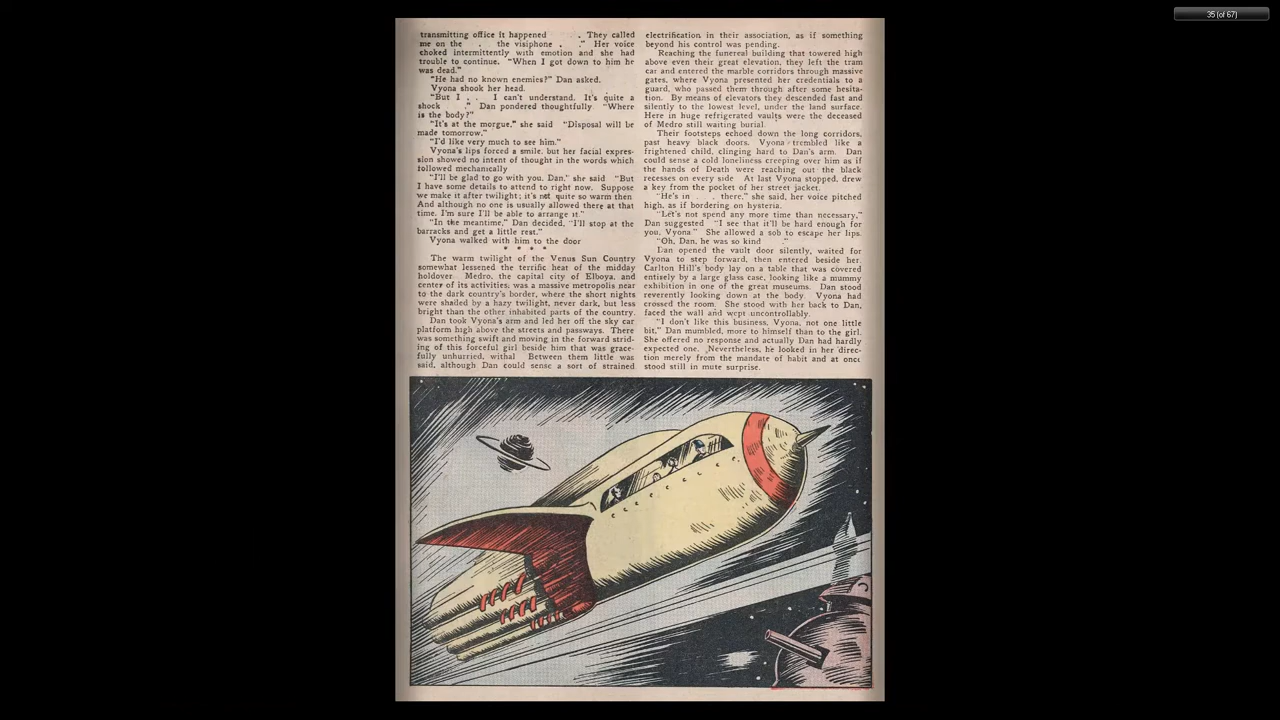 35 (of 67)
transmitting office it happened . They called
me on the . the visiphone . ." Her voice
choked intermittently with emotion and she had
trouble to continue. "When I got down to him he
was dead."
"He had no known enemies?" Dan asked.
Vyona shook her head.
"But I . . I can't understand. It's quite a
shock ." Dan pondered thoughtfully "Where
is the body?"
"It's at the morgue," she said "Disposal will be
made tomorrow."
"I'd like very much to see him."
Vyona's lips forced a smile, but her facial expres-
sion showed no intent of thought in the words which
followed mechanically
"I'll be glad to go with you, Dan," she said "But
I have some details to attend to right now. Suppose
we make it after twilight; it's not quite so warm then
And although no one is usually allowed there at that
time. I'm sure I'll be able to arrange it."
"In the meantime," Dan decided, "I'll stop at the
barracks and get a little rest."
Vyona walked with him to the door
* * * *
The warm twilight of the Venus Sun Country
somewhat lessened the terrific heat of the midday
holdover Medro, the capital city of Elboya, and
center of its activities, was a massive metropolis near
to the dark country's border, where the short nights
were shaded by a hazy twilight, never dark, but less
bright than the other inhabited parts of the country.
Dan took Vyona's arm and led her off the sky car
platform high above the streets and passways. There
was something swift and moving in the forward strid-
ing of this forceful girl beside him that was grace-
fully unhurried, withal Between them little was
said, although Dan could sense a sort of strained
electrification in their association, as if something
beyond his control was pending.
Reaching the funereal building that towered high
above even their great elevation, they left the tram
car and entered the marble corridors through massive
gates, where Vyona presented her credentials to a
guard, who passed them through after some hesita-
tion. By means of elevators they descended fast and
silently to the lowest level, under the land surface.
Here in huge refrigerated vaults were the deceased
of Medro still waiting burial
Their footsteps echoed down the long corridors,
past heavy black doors. Vyona trembled like a
frightened child, clinging hard to Dan's arm. Dan
could sense a cold loneliness creeping over him as if
the hands of Death were reaching out the black
recesses on every side At last Vyona stopped, drew
a key from the pocket of her street jacket.
"He's in . there," she said, her voice pitched
high, as if bordering on hysteria.
"Let's not spend any more time than necessary,"
Dan suggested "I see that it'll be hard enough for
you, Vyona" She allowed a sob to escape her lips.
"Oh, Dan, he was so kind ."
Dan opened the vault door silently, waited for
Vyona to step forward, then entered beside her.
Carlton Hill's body lay on a table that was covered
entirely by a large glass case, looking like a mummy
exhibition in one of the great museums. Dan stood
reverently looking down at the body. Vyona had
crossed the room. She stood with her back to Dan,
faced the wall and wept uncontrollably.
"I don't like this business, Vyona, not one little
bit," Dan mumbled, more to himself than to the girl.
She offered no response and actually Dan had hardly
expected one. Nevertheless, he looked in her direc-
tion merely from the mandate of habit and at once
stood still in mute surprise.